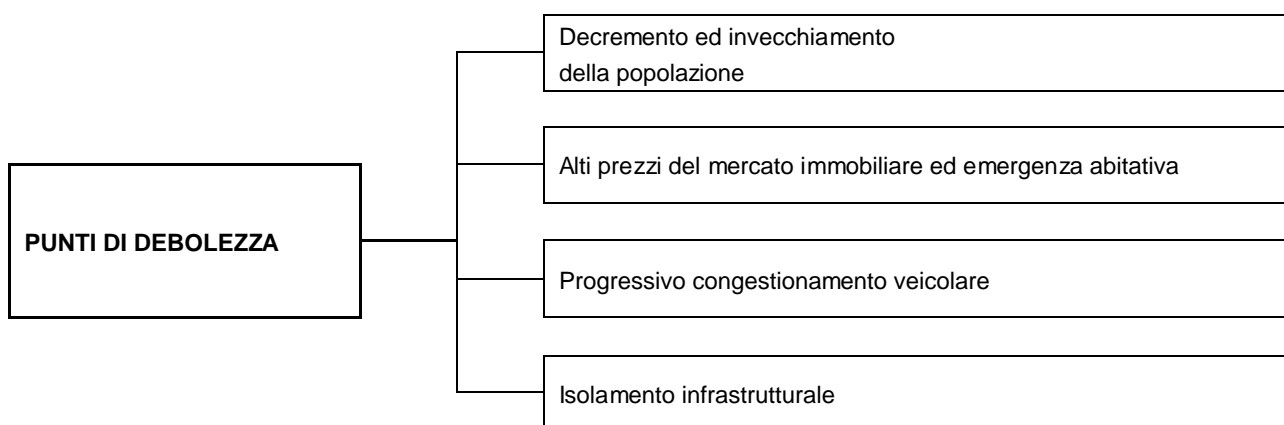 Decremento ed invecchiamento
della popolazione
Alti prezzi del mercato immobiliare ed emergenza abitativa
PUNTI DI DEBOLEZZA
Progressivo congestionamento veicolare
Isolamento infrastrutturale